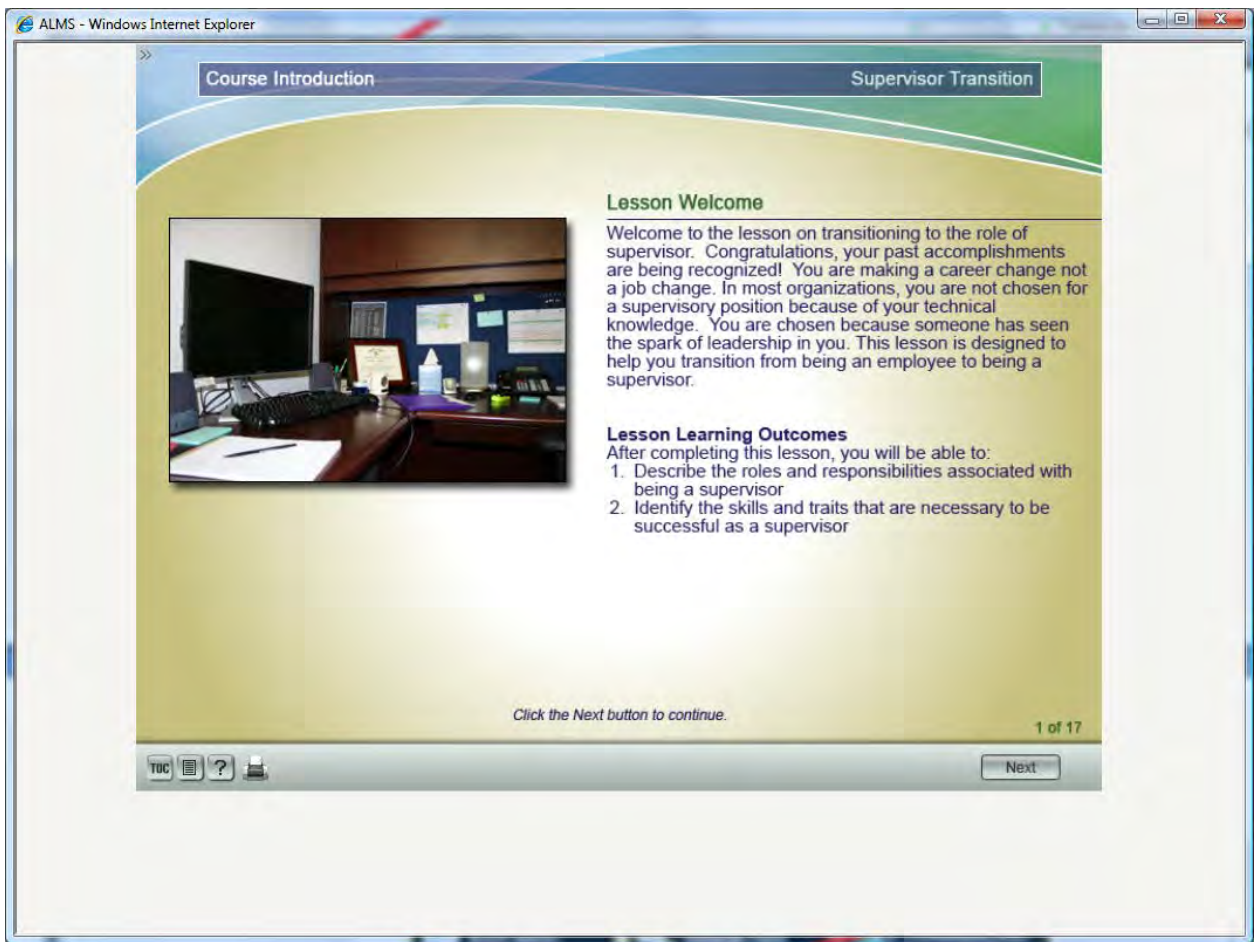 ALMS - Windows Internet Explorer
>>
Course Introduction
Supervisor Transition
Lesson Welcome
Welcome to the lesson on transitioning to the role of
supervisor.  Congratulations, your past accomplishments
are being recognized!  You are making a career change not
a job change. In most organizations, you are not chosen for
a supervisory position because of your technical
knowledge.  You are chosen because someone has seen
the spark of leadership in you. This lesson is designed to
help you transition from being an employee to being a
supervisor.
Lesson Learning Outcomes
After completing this lesson, you will be able to:
1. Describe the roles and responsibilities associated with
being a supervisor
2. Identify the skills and traits that are necessary to be
successful as a supervisor
Click the Next button to continue.
1 of 17
TOC
?
Next